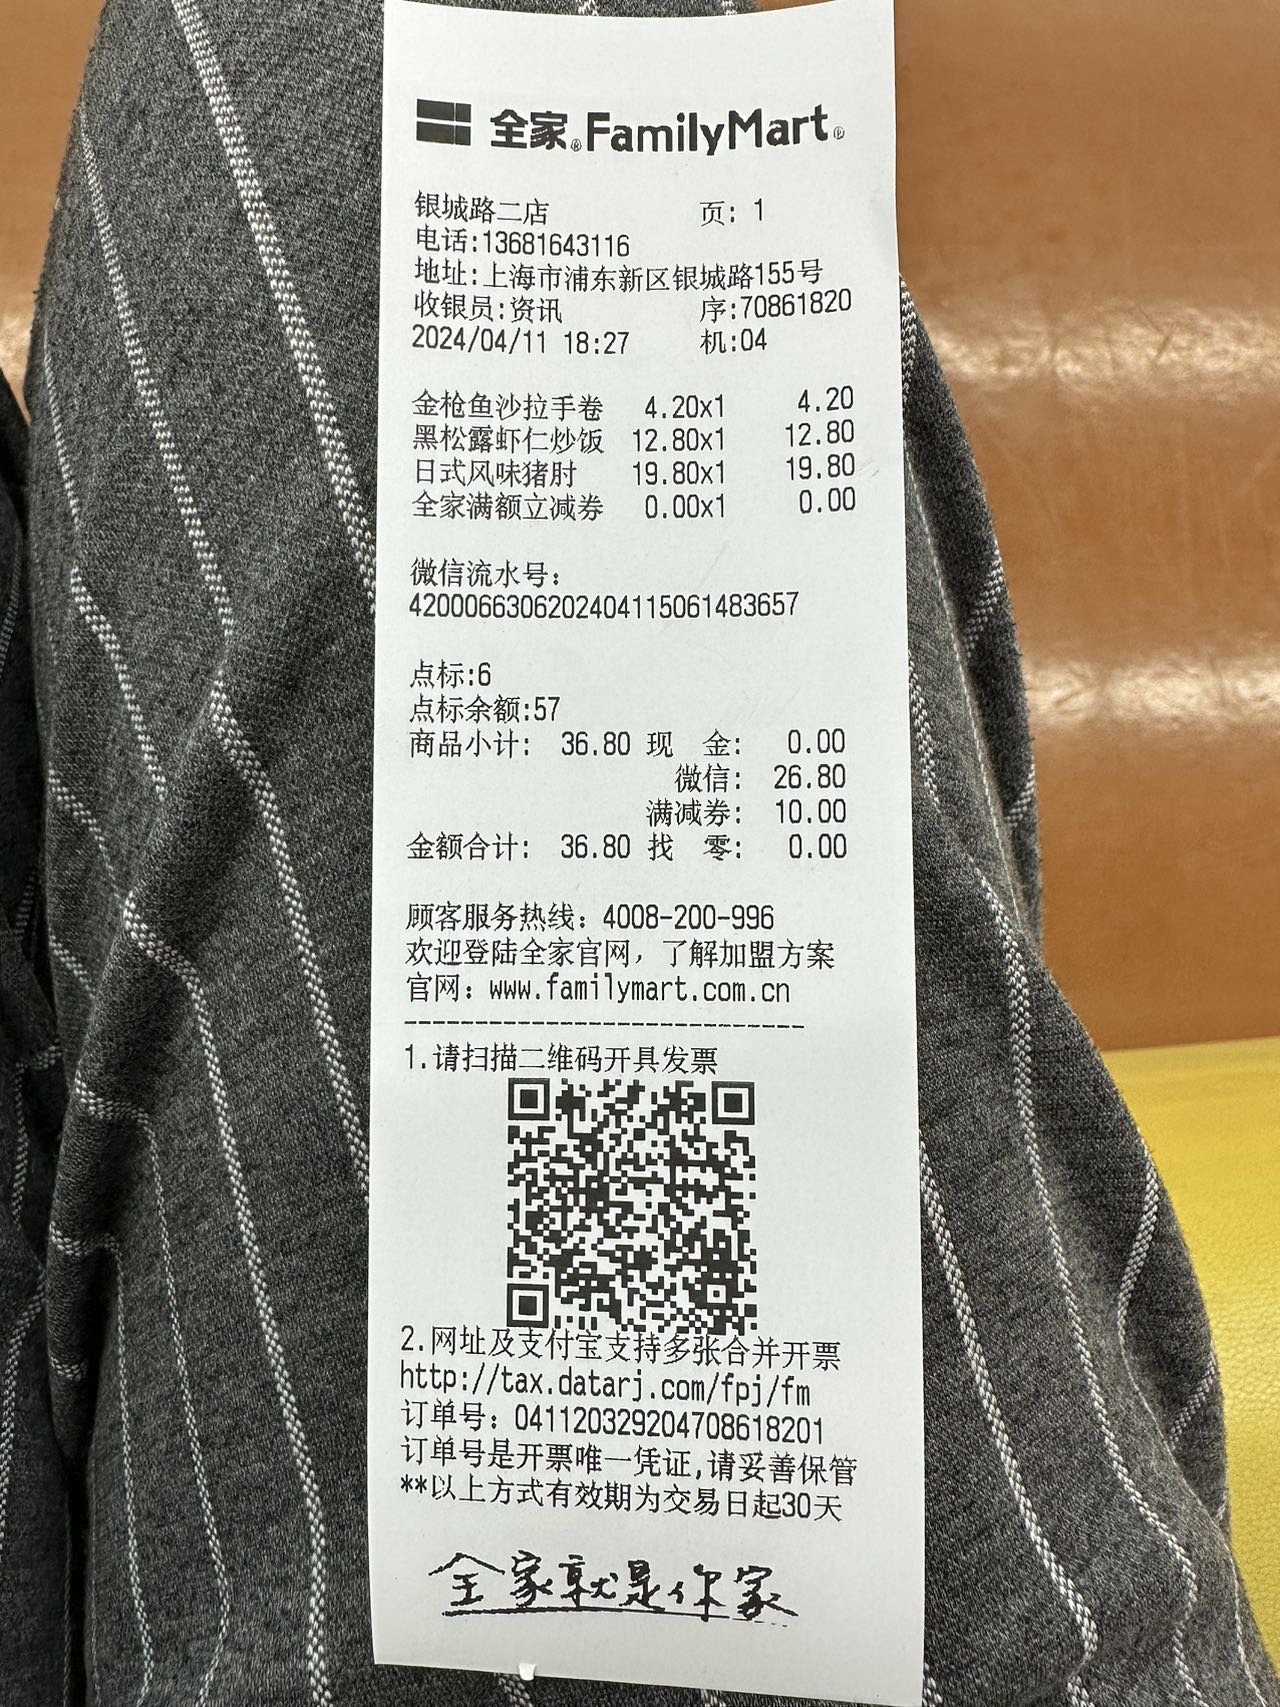 全家®FamilyMart®
银城路二店 页: 1
电话:13681643116
地址:上海市浦东新区银城路155号
收银员:资讯 序:70861820
2024/04/11 18:27 机:04
金枪鱼沙拉手卷 4.20x1 4.20
黑松露虾仁炒饭 12.80x1 12.80
日式风味猪肘 19.80x1 19.80
全家满额立减券 0.00x1 0.00
微信流水号:
4200066306202404115061483657
点标:6
点标余额:57
商品小计: 36.80 现 金: 0.00
微信: 26.80
满减券: 10.00
金额合计: 36.80 找 零: 0.00
顾客服务热线: 4008-200-996
欢迎登陆全家官网，了解加盟方案
官网: www.familymart.com.cn
1.请扫描二维码开具发票
2.网址及支付宝支持多张合并开票
http://tax.datarj.com/fpj/fm
订单号: 041120329204708618201
订单号是开票唯一凭证,请妥善保管
**以上方式有效期为交易日起30天
全家就是你家